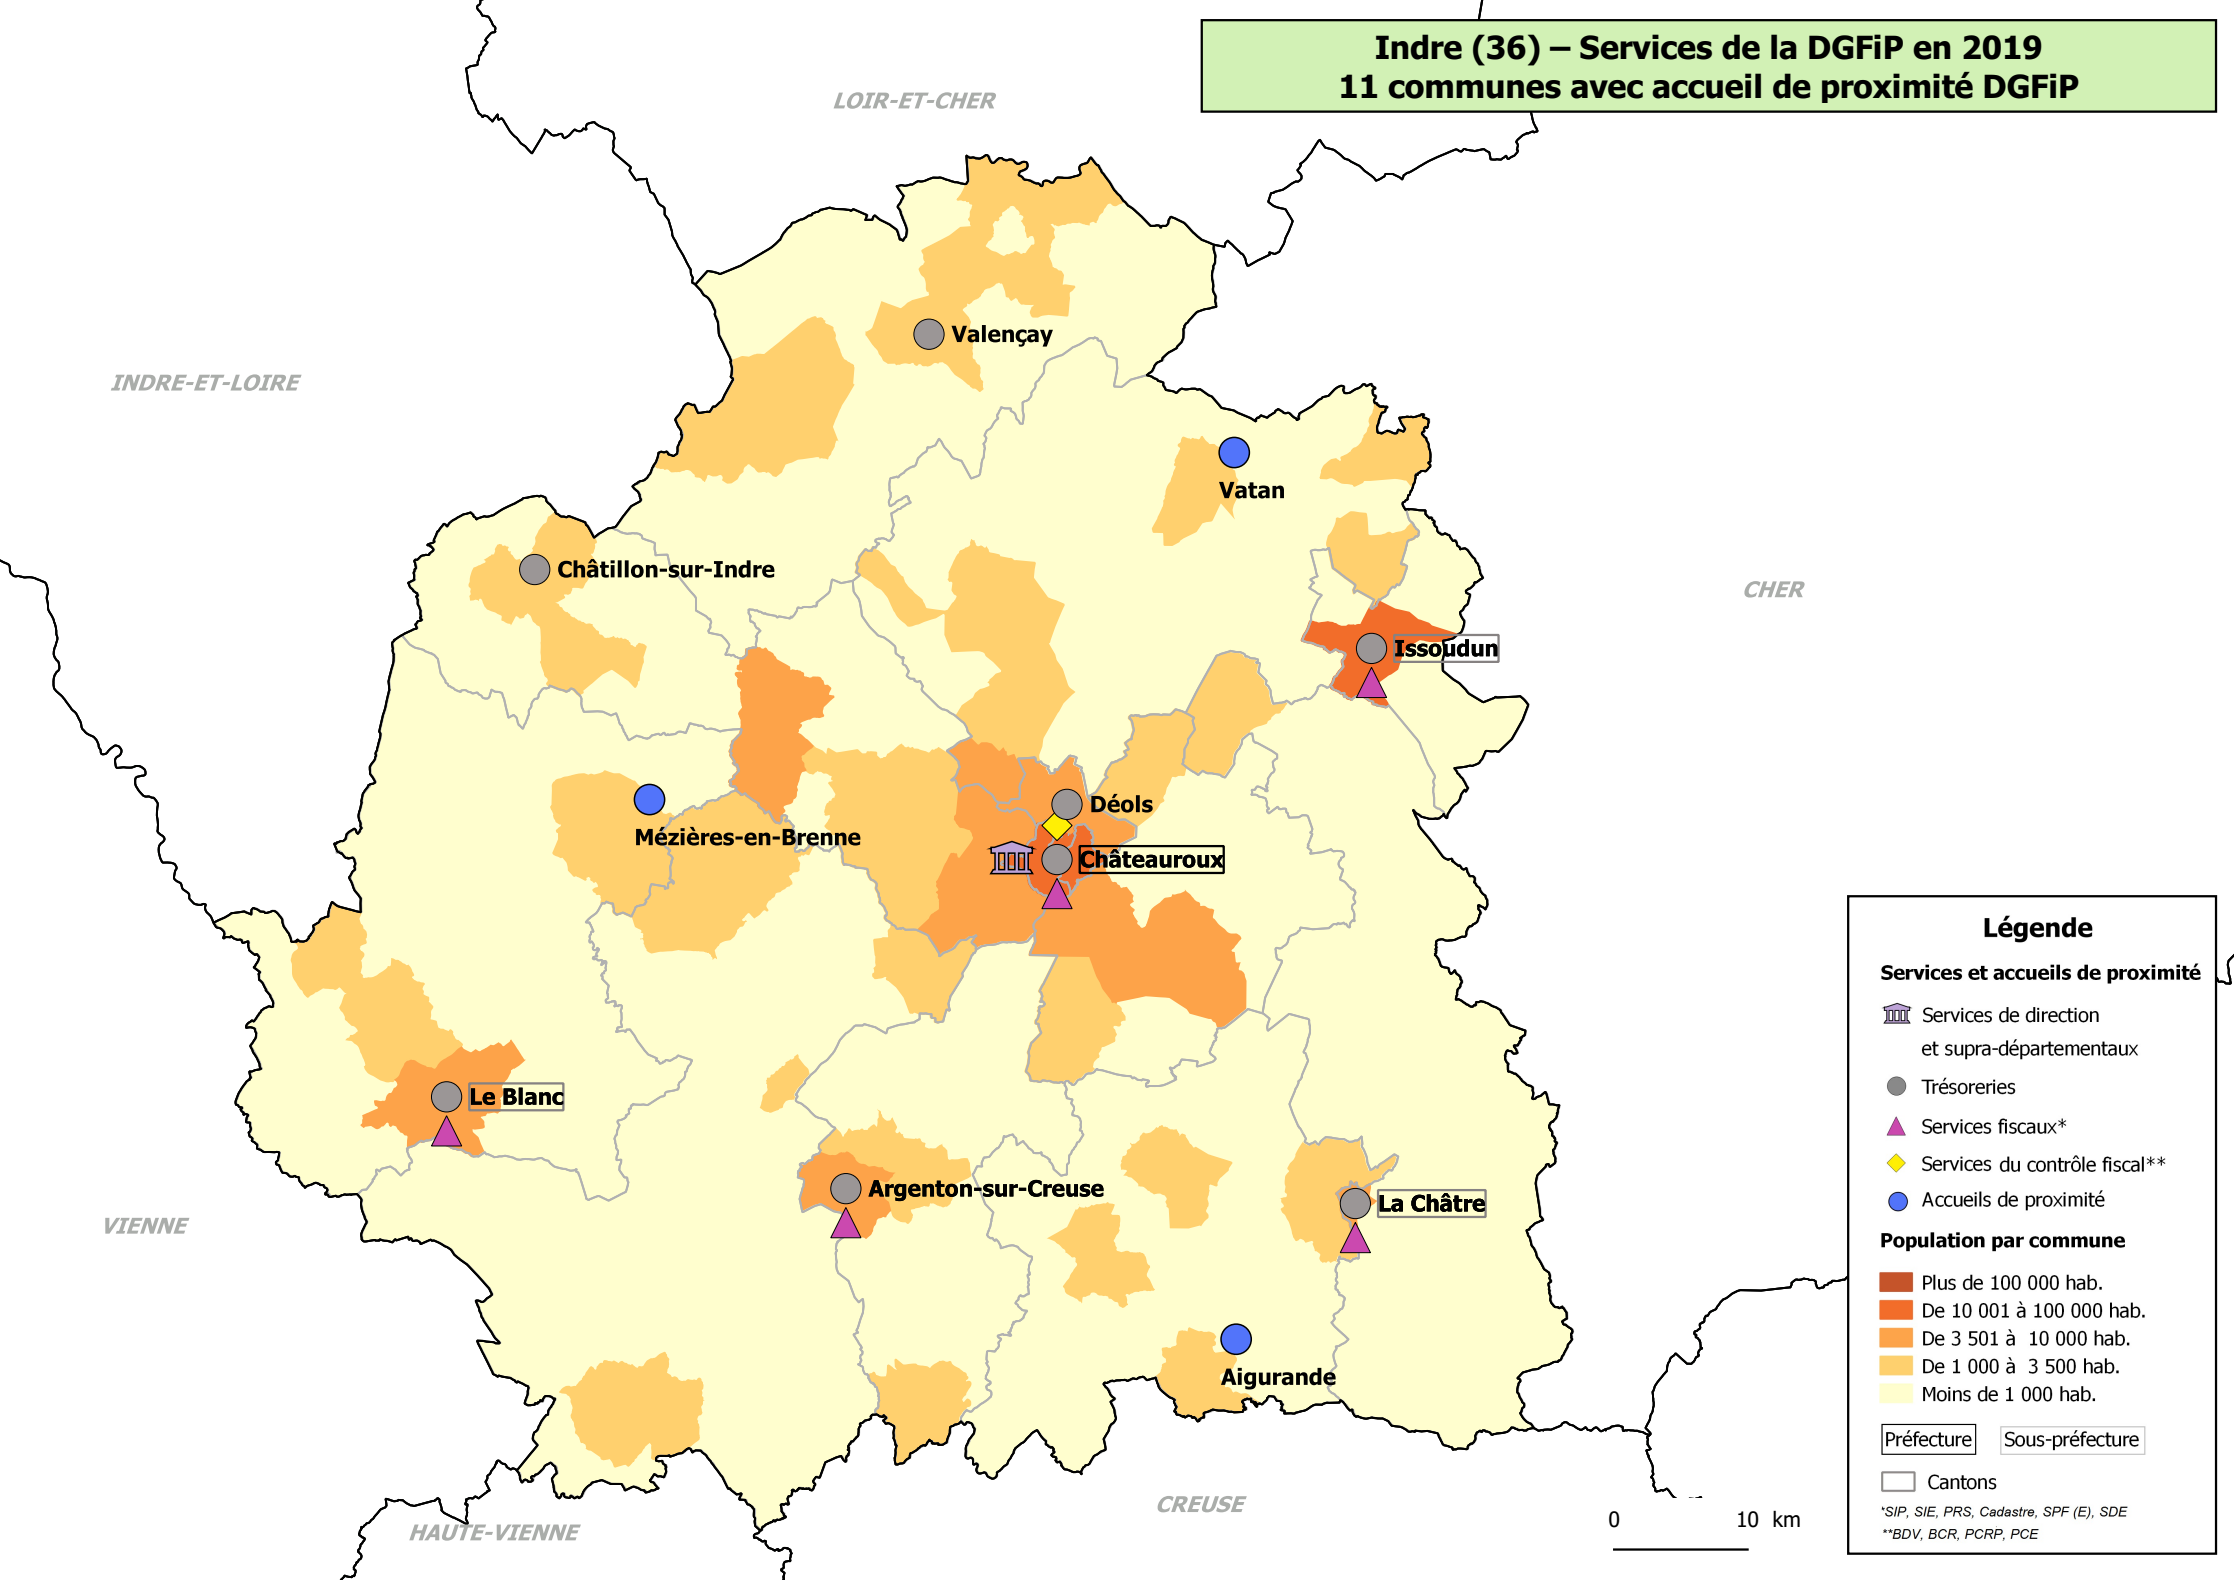 Indre (36) – Services de la DGFiP en 2019
11 communes avec accueil de proximité DGFiP
LOIR-ET-CHER
INDRE-ET-LOIRE
CHER
VIENNE
HAUTE-VIENNE
CREUSE
Valençay
Vatan
Châtillon-sur-Indre
Issoudun
Déols
Mézières-en-Brenne
Châteauroux
Le Blanc
Argenton-sur-Creuse
La Châtre
Aigurande
Légende
Services et accueils de proximité
Services de direction
et supra-départementaux
Trésoreries
Services fiscaux*
Services du contrôle fiscal**
Accueils de proximité
Population par commune
Plus de 100 000 hab.
De 10 001 à 100 000 hab.
De 3 501 à 10 000 hab.
De 1 000 à 3 500 hab.
Moins de 1 000 hab.
Préfecture
Sous-préfecture
Cantons
*SIP, SIE, PRS, Cadastre, SPF (E), SDE
**BDV, BCR, PCRP, PCE
0 10 km